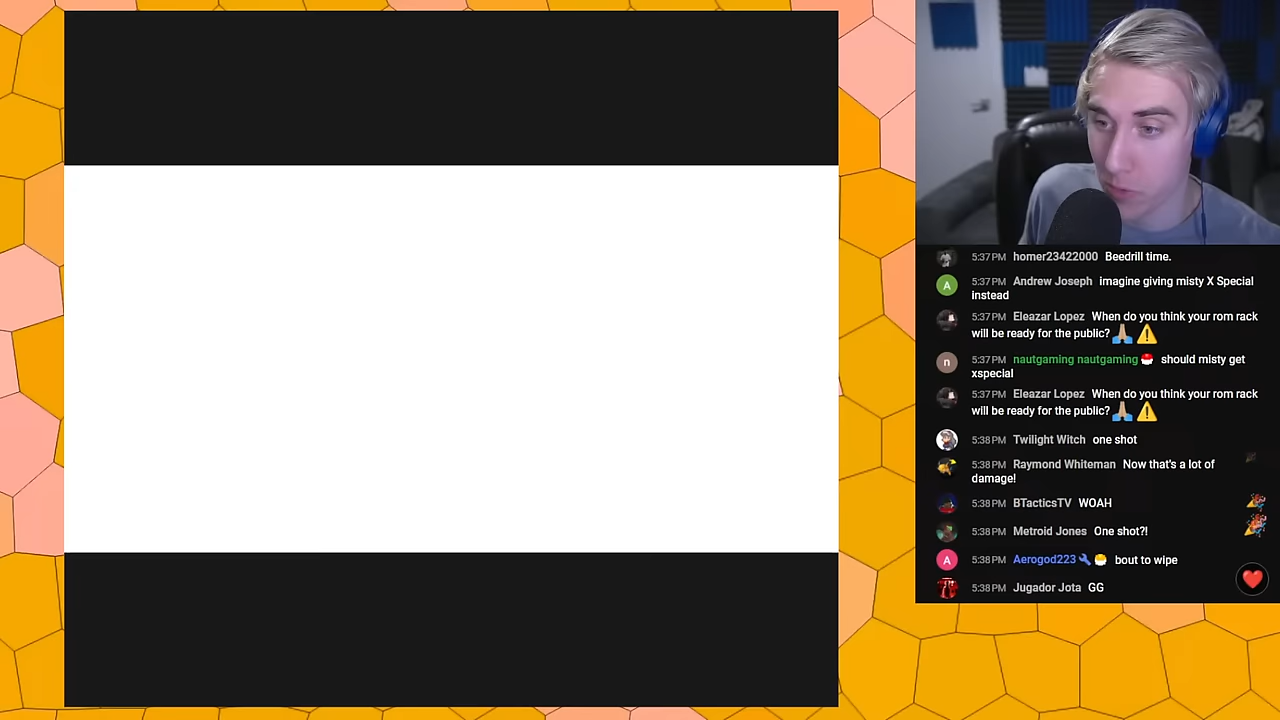 5:37 PM homer23422000 Beedrill time.
A 5:37 PM Andrew Joseph imagine giving misty X Special
instead
5:37 PM Eleazar Lopez When do you think your rom rack
will be ready for the public?🙏🏽⚠️
n 5:37 PM nautgaming nautgaming should misty get
xspecial
5:37 PM Eleazar Lopez When do you think your rom rack
will be ready for the public?🙏🏽⚠️
5:38 PM Twilight Witch one shot
5:38 PM Raymond Whiteman Now that's a lot of
damage!
5:38 PM BTacticsTV WOAH
5:38 PM Metroid Jones One shot?!
A 5:38 PM Aerogod223 bout to wipe
5:38 PM Jugador Jota GG